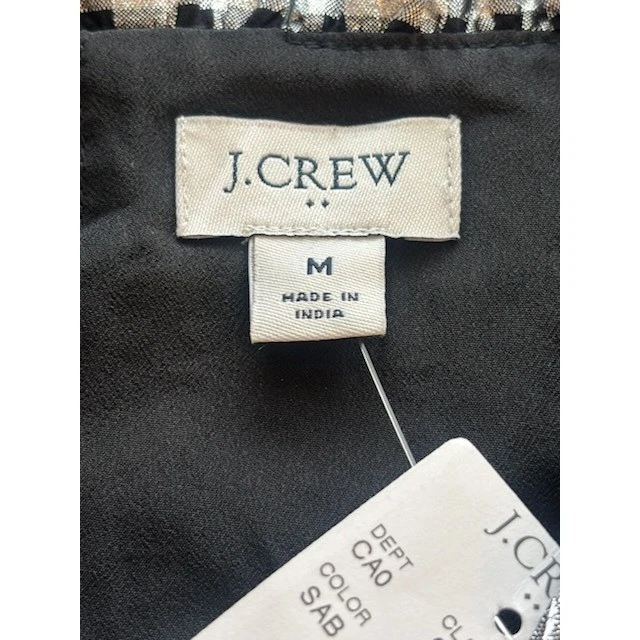 J.CREW
M
MADE IN
INDIA
J.CR
DEPT
CA0
COLOR
SAB